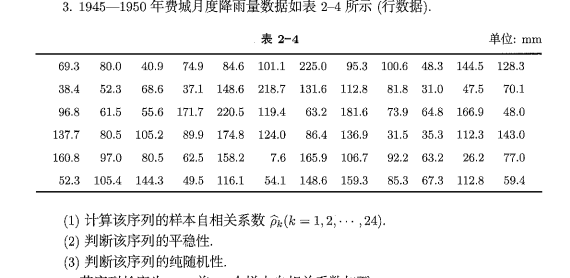 3. 1945—1950 年费城月度降雨量数据如表 2–4 所示 (行数据).
表 2–4 单位: mm
69.3 80.0 40.9 74.9 84.6 101.1 225.0 95.3 100.6 48.3 144.5 128.3
38.4 52.3 68.6 37.1 148.6 218.7 131.6 112.8 81.8 31.0 47.5 70.1
96.8 61.5 55.6 171.7 220.5 119.4 63.2 181.6 73.9 64.8 166.9 48.0
137.7 80.5 105.2 89.9 174.8 124.0 86.4 136.9 31.5 35.3 112.3 143.0
160.8 97.0 80.5 62.5 158.2 7.6 165.9 106.7 92.2 63.2 26.2 77.0
52.3 105.4 144.3 49.5 116.1 54.1 148.6 159.3 85.3 67.3 112.8 59.4
(1) 计算该序列的样本自相关系数 ρ̂ₖ(k = 1, 2, ⋯ , 24).
(2) 判断该序列的平稳性.
(3) 判断该序列的纯随机性.